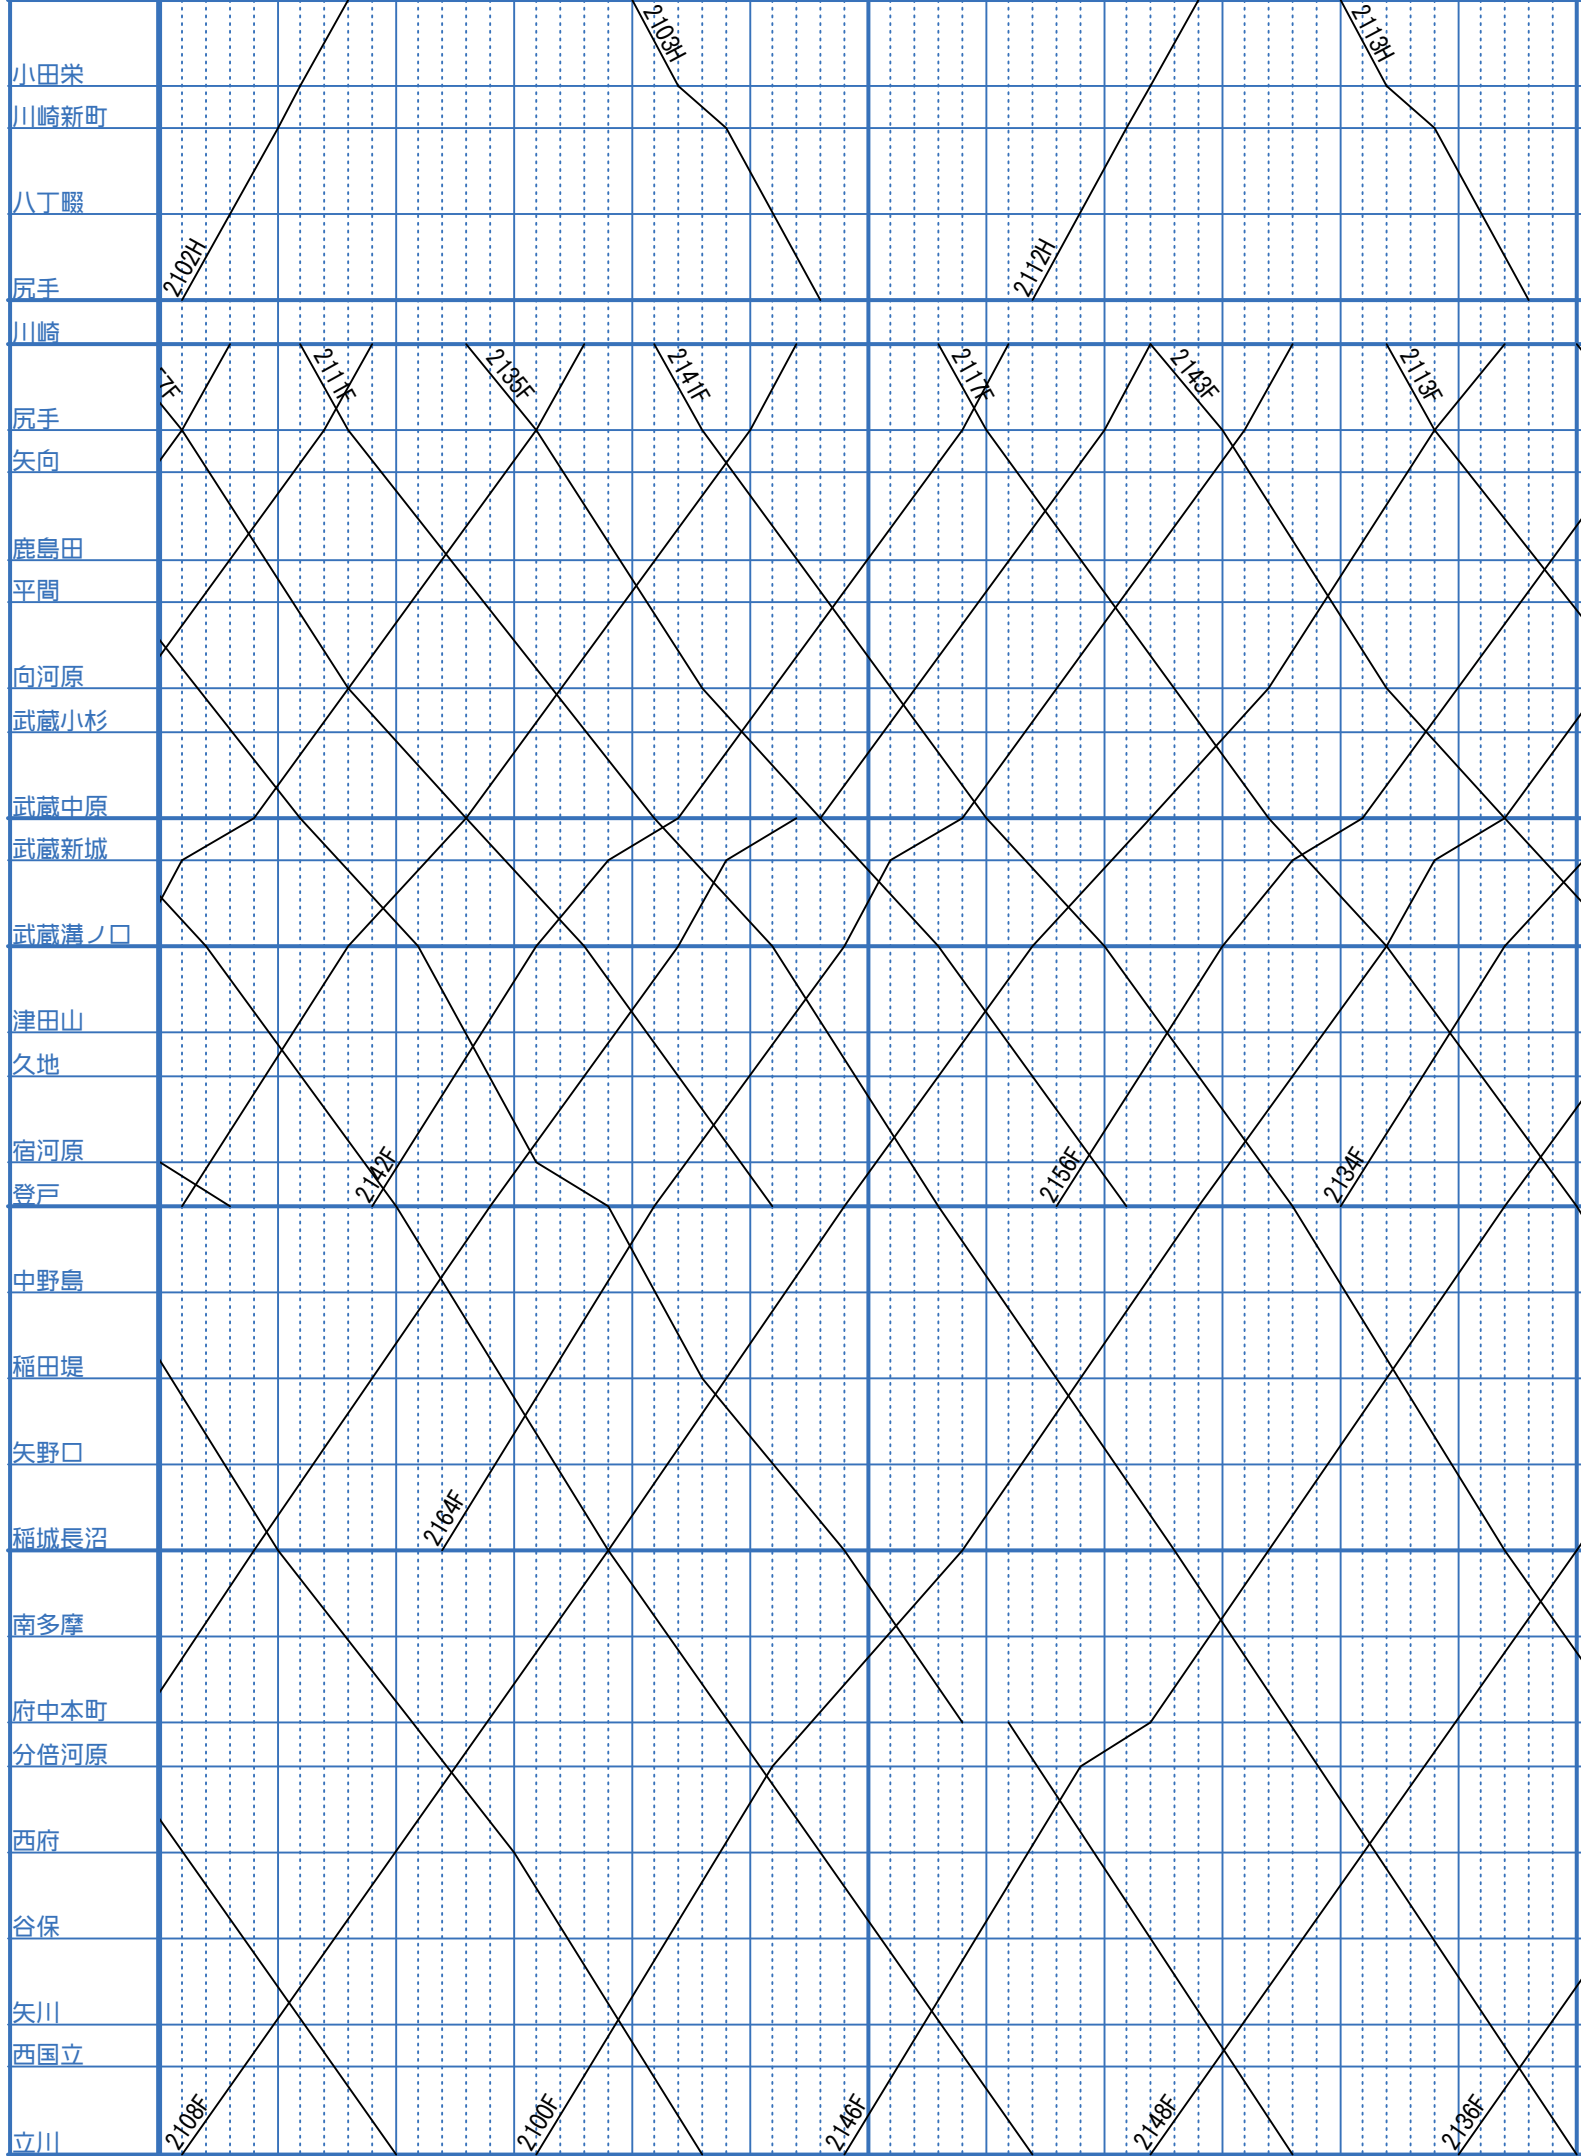 2103H
2113H
小田栄
川崎新町
八丁畷
2102H
2112H
尻手
川崎
7F
2111F
2135F
2141F
2117F
2143F
2113F
尻手
矢向
鹿島田
平間
向河原
武蔵小杉
武蔵中原
武蔵新城
武蔵溝ノ口
津田山
久地
宿河原
2142F
2156F
2134F
登戸
中野島
稲田堤
矢野口
2164F
稲城長沼
南多摩
府中本町
分倍河原
西府
谷保
矢川
西国立
2108F
2100F
2146F
2148F
2136F
立川